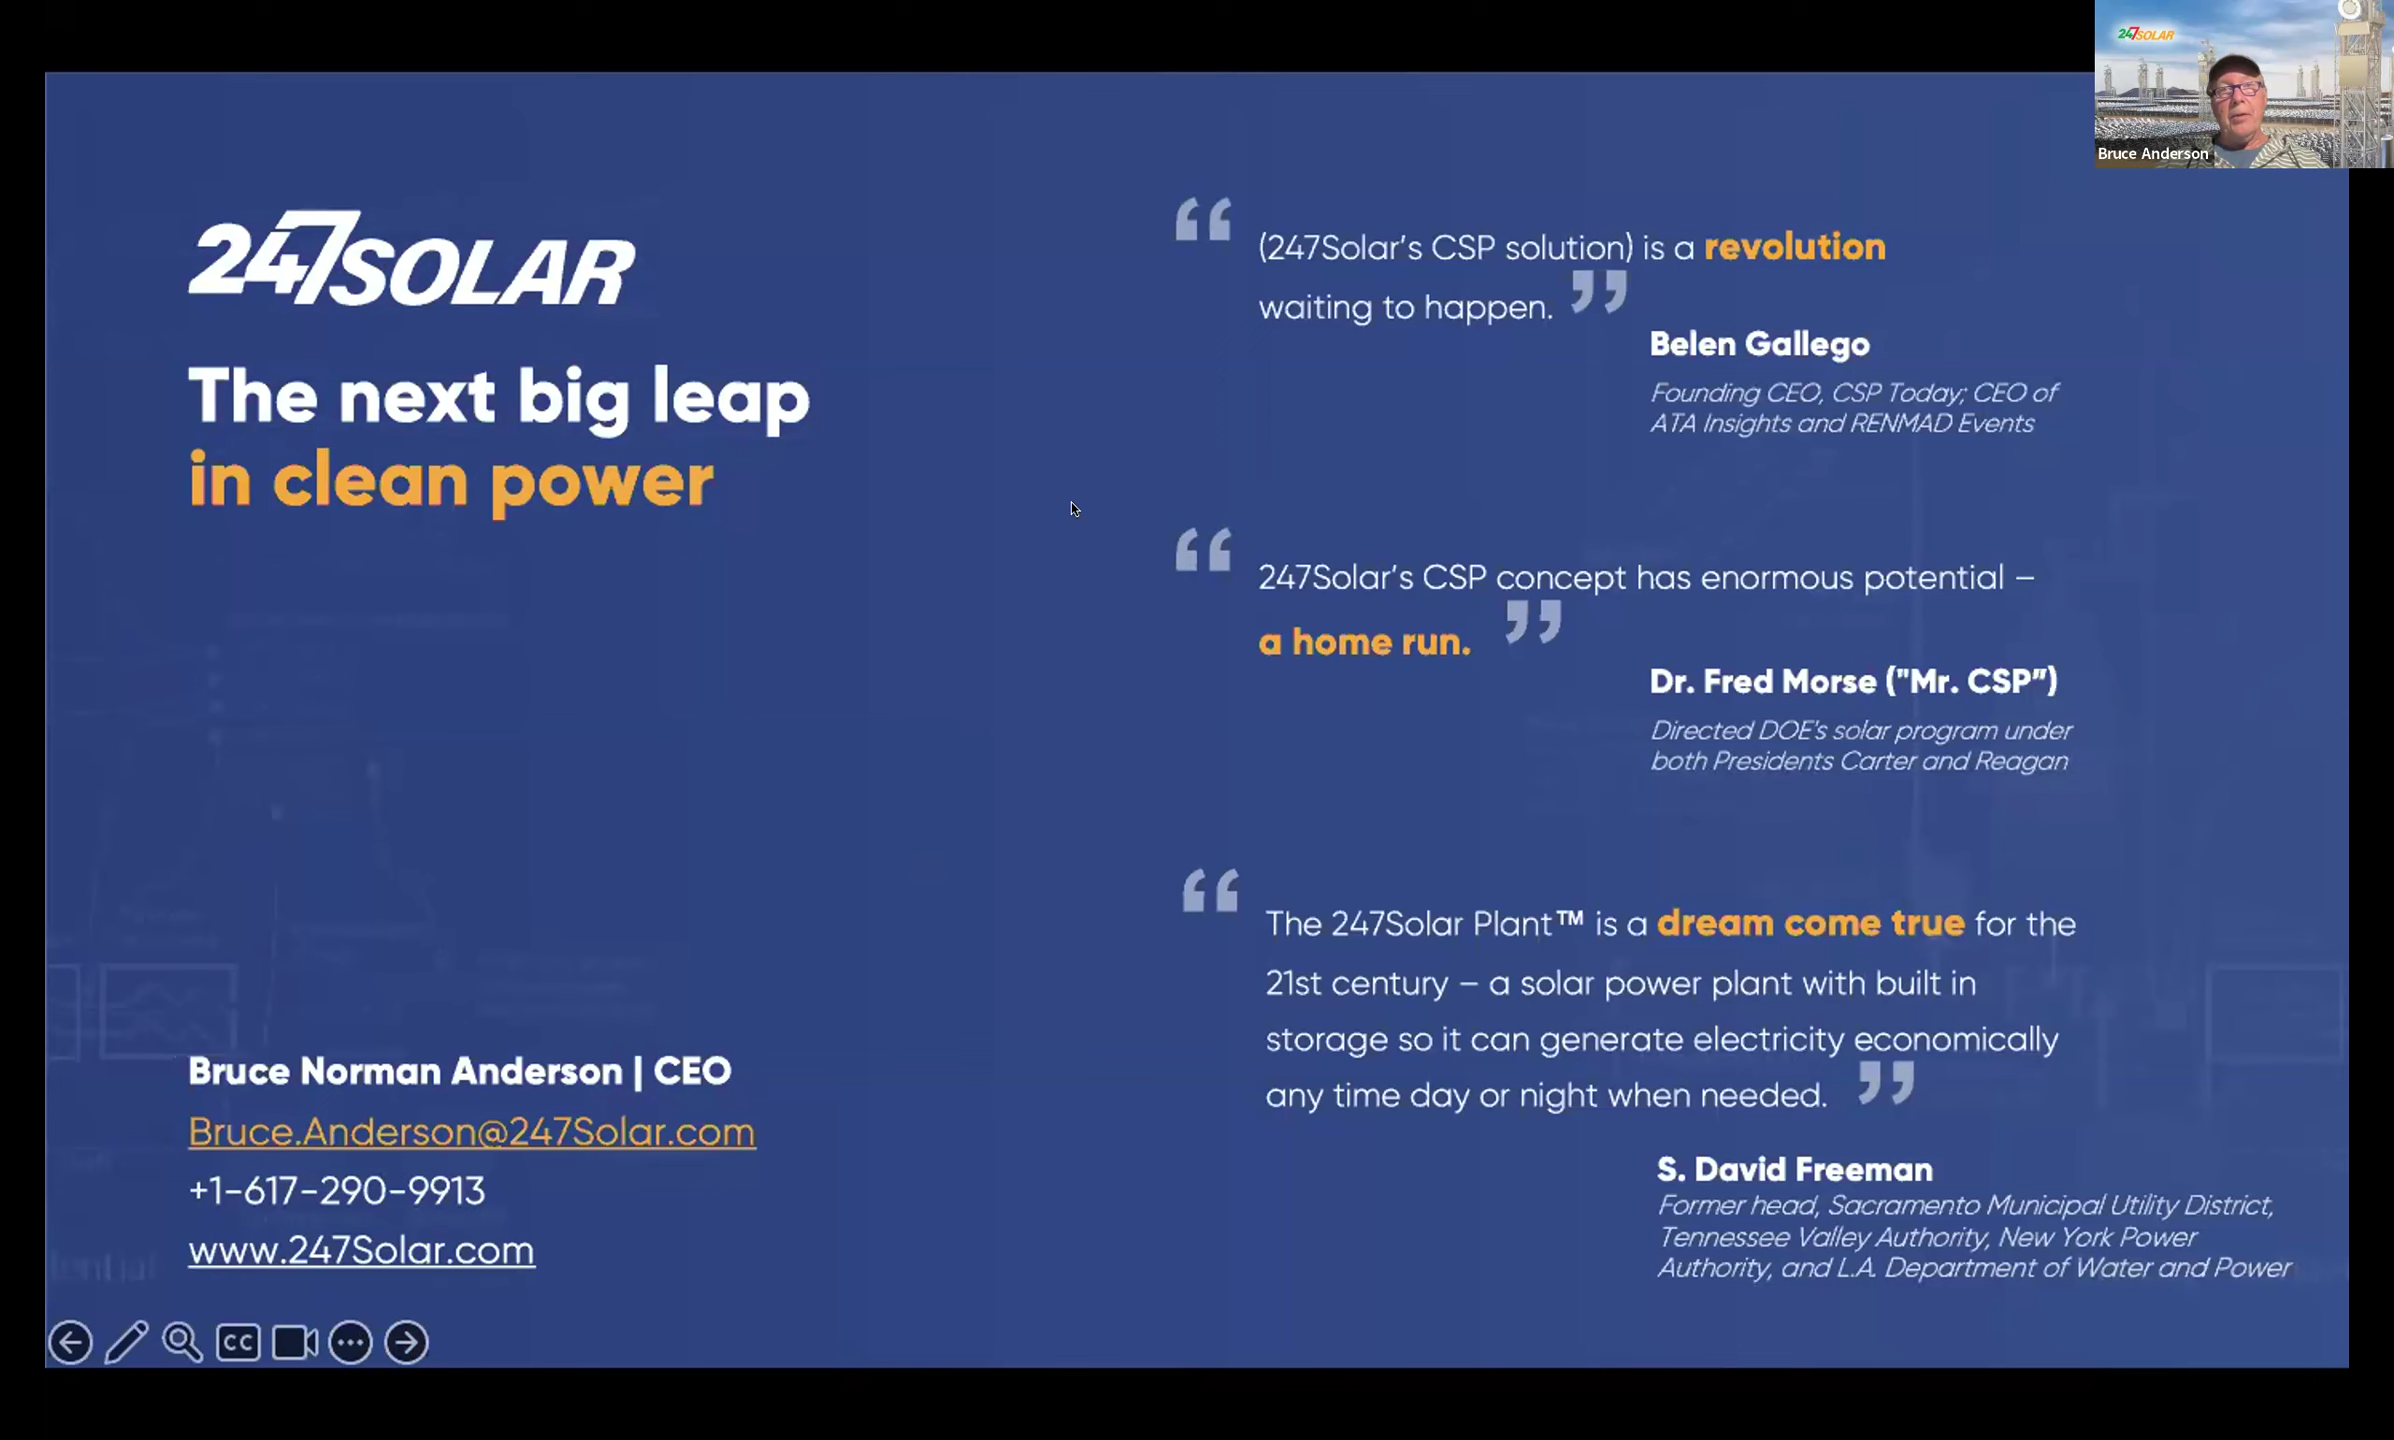 247SOLAR
Bruce Anderson
247SOLAR
The next big leap
in clean power
Bruce Norman Anderson | CEO
Bruce.Anderson@247Solar.com
+1-617-290-9913
www.247Solar.com
“ (247Solar’s CSP solution) is a revolution
waiting to happen. ”
Belen Gallego
Founding CEO, CSP Today; CEO of
ATA Insights and RENMAD Events
“ 247Solar’s CSP concept has enormous potential –
a home run. ”
Dr. Fred Morse ("Mr. CSP”)
Directed DOE’s solar program under
both Presidents Carter and Reagan
“ The 247Solar Plant™ is a dream come true for the
21st century – a solar power plant with built in
storage so it can generate electricity economically
any time day or night when needed. ”
S. David Freeman
Former head, Sacramento Municipal Utility District,
Tennessee Valley Authority, New York Power
Authority, and L.A. Department of Water and Power
CC